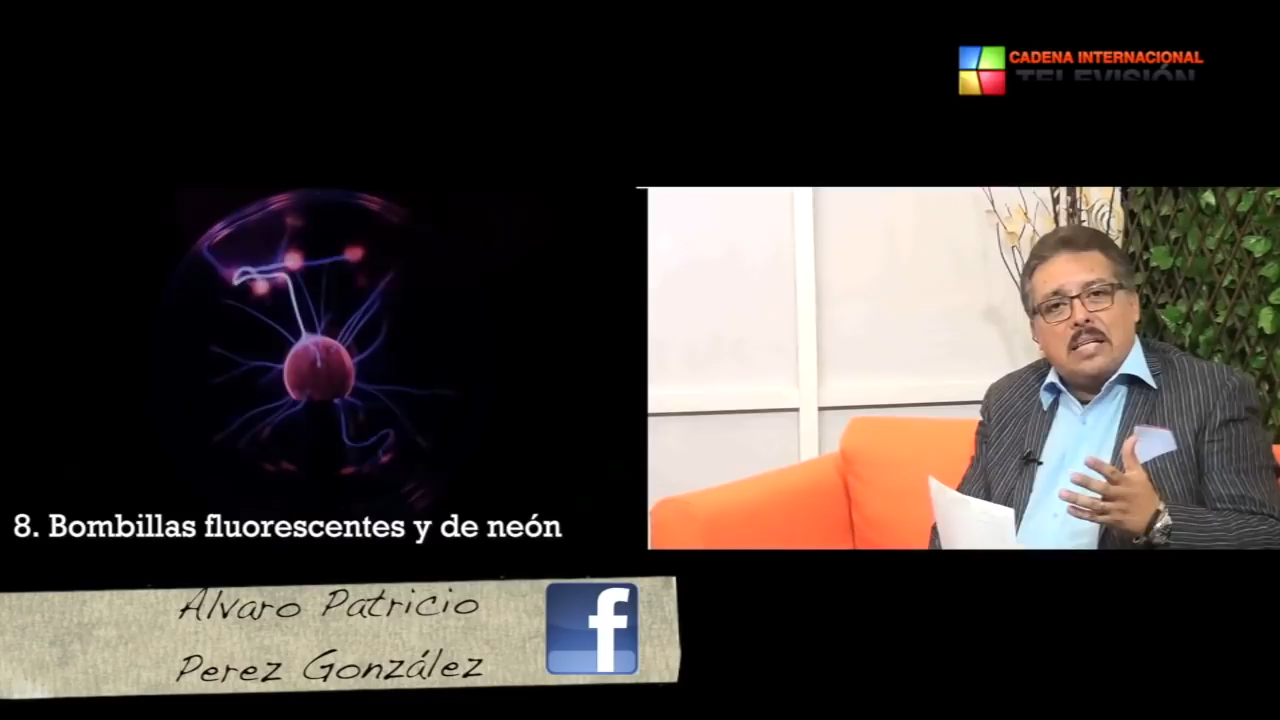 CADENA INTERNACIONAL
TELEVISIÓN
8. Bombillas fluorescentes y de neón
Alvaro Patricio
Perez González
f